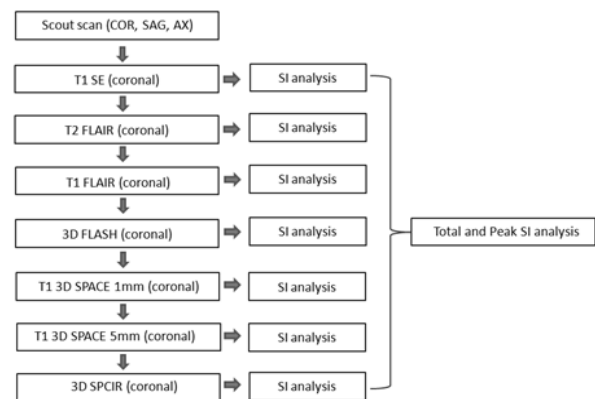 Scout scan (COR, SAG, AX)
T1 SE (coronal)
SI analysis
T2 FLAIR (coronal)
SI analysis
T1 FLAIR (coronal)
SI analysis
3D FLASH (coronal)
SI analysis
Total and Peak SI analysis
T1 3D SPACE 1mm (coronal)
SI analysis
T1 3D SPACE 5mm (coronal)
SI analysis
3D SPCIR (coronal)
SI analysis